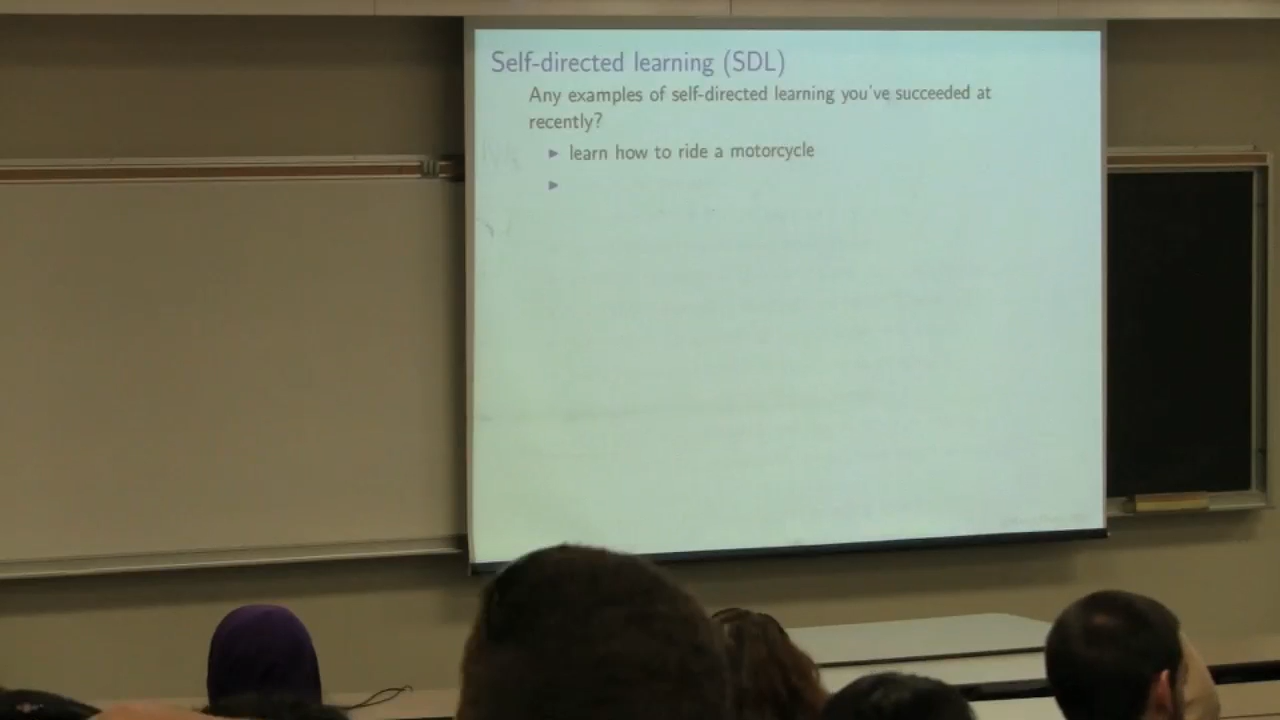 Self-directed learning (SDL)
Any examples of self-directed learning you've succeeded at
recently?
▶ learn how to ride a motorcycle
▶